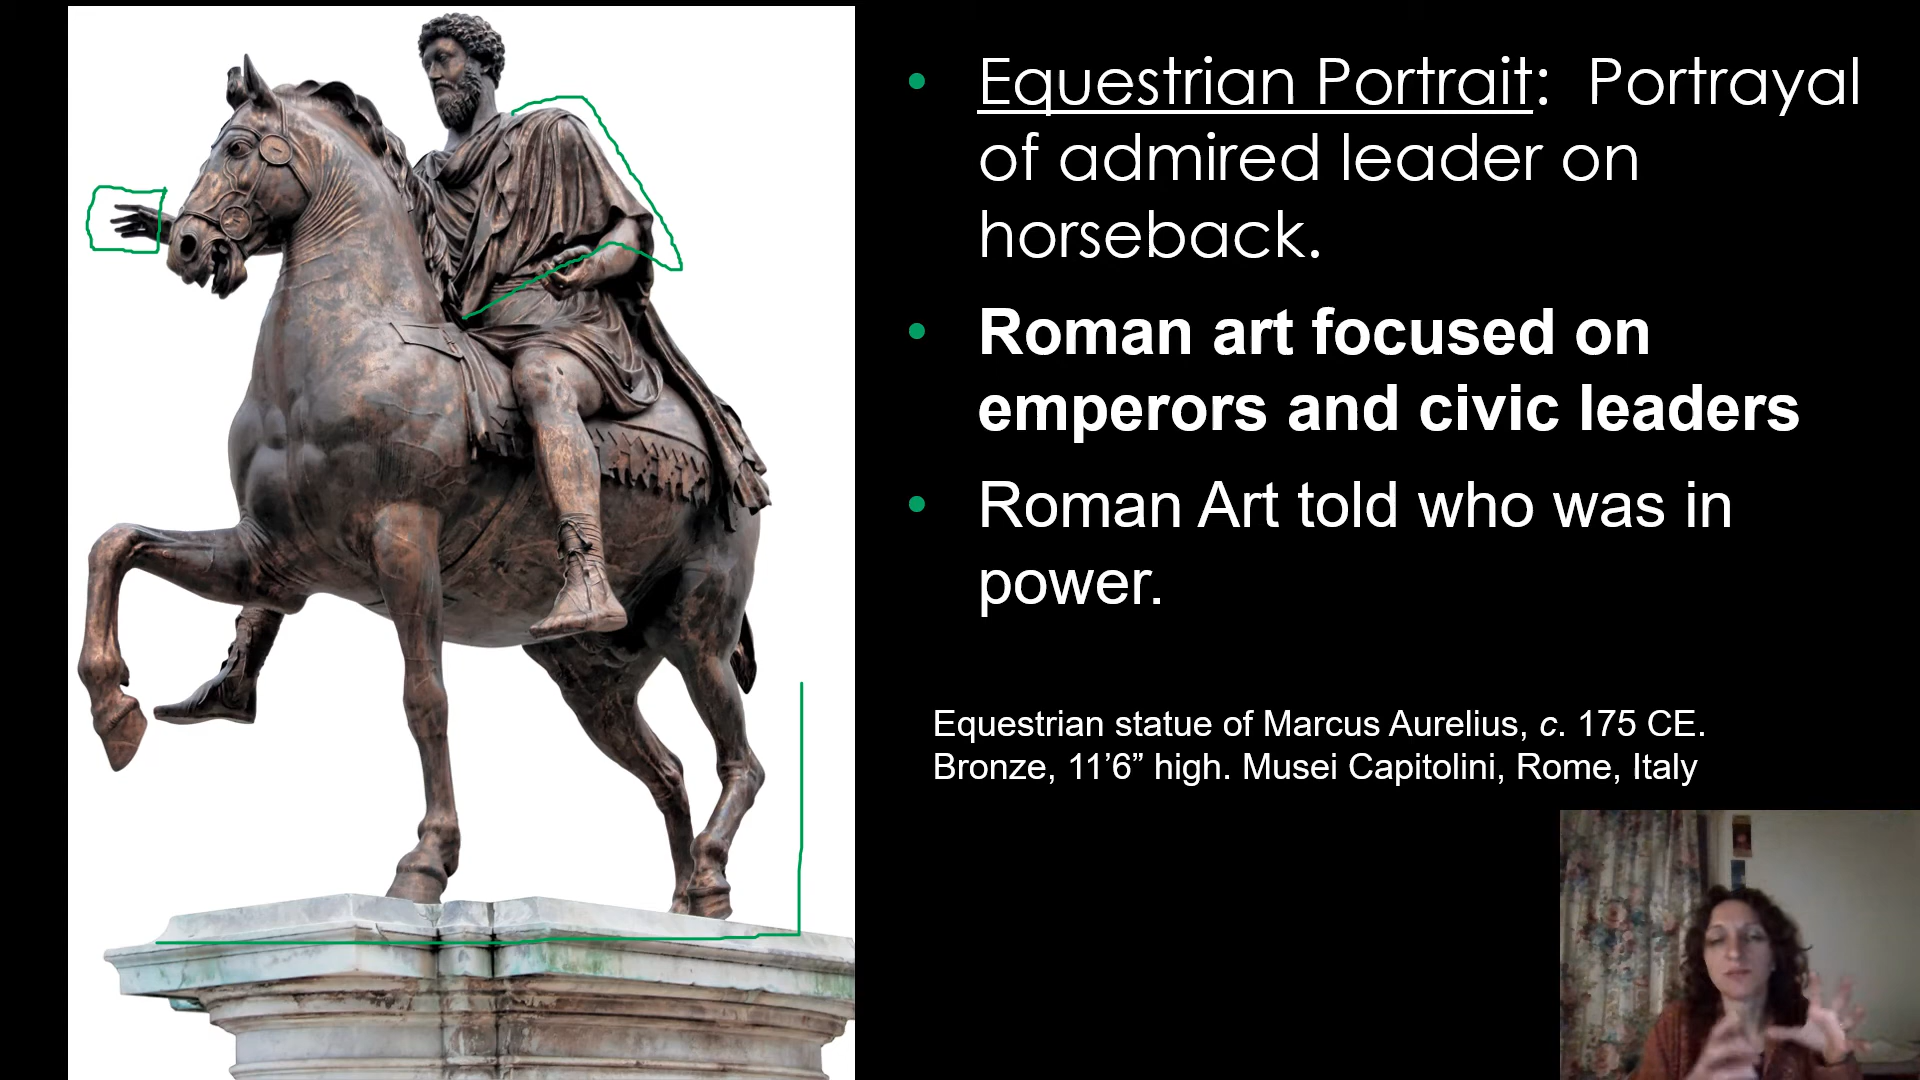 • Equestrian Portrait:  Portrayal
of admired leader on
horseback.
• Roman art focused on
emperors and civic leaders
• Roman Art told who was in
power.
Equestrian statue of Marcus Aurelius, c. 175 CE.
Bronze, 11’6” high. Musei Capitolini, Rome, Italy